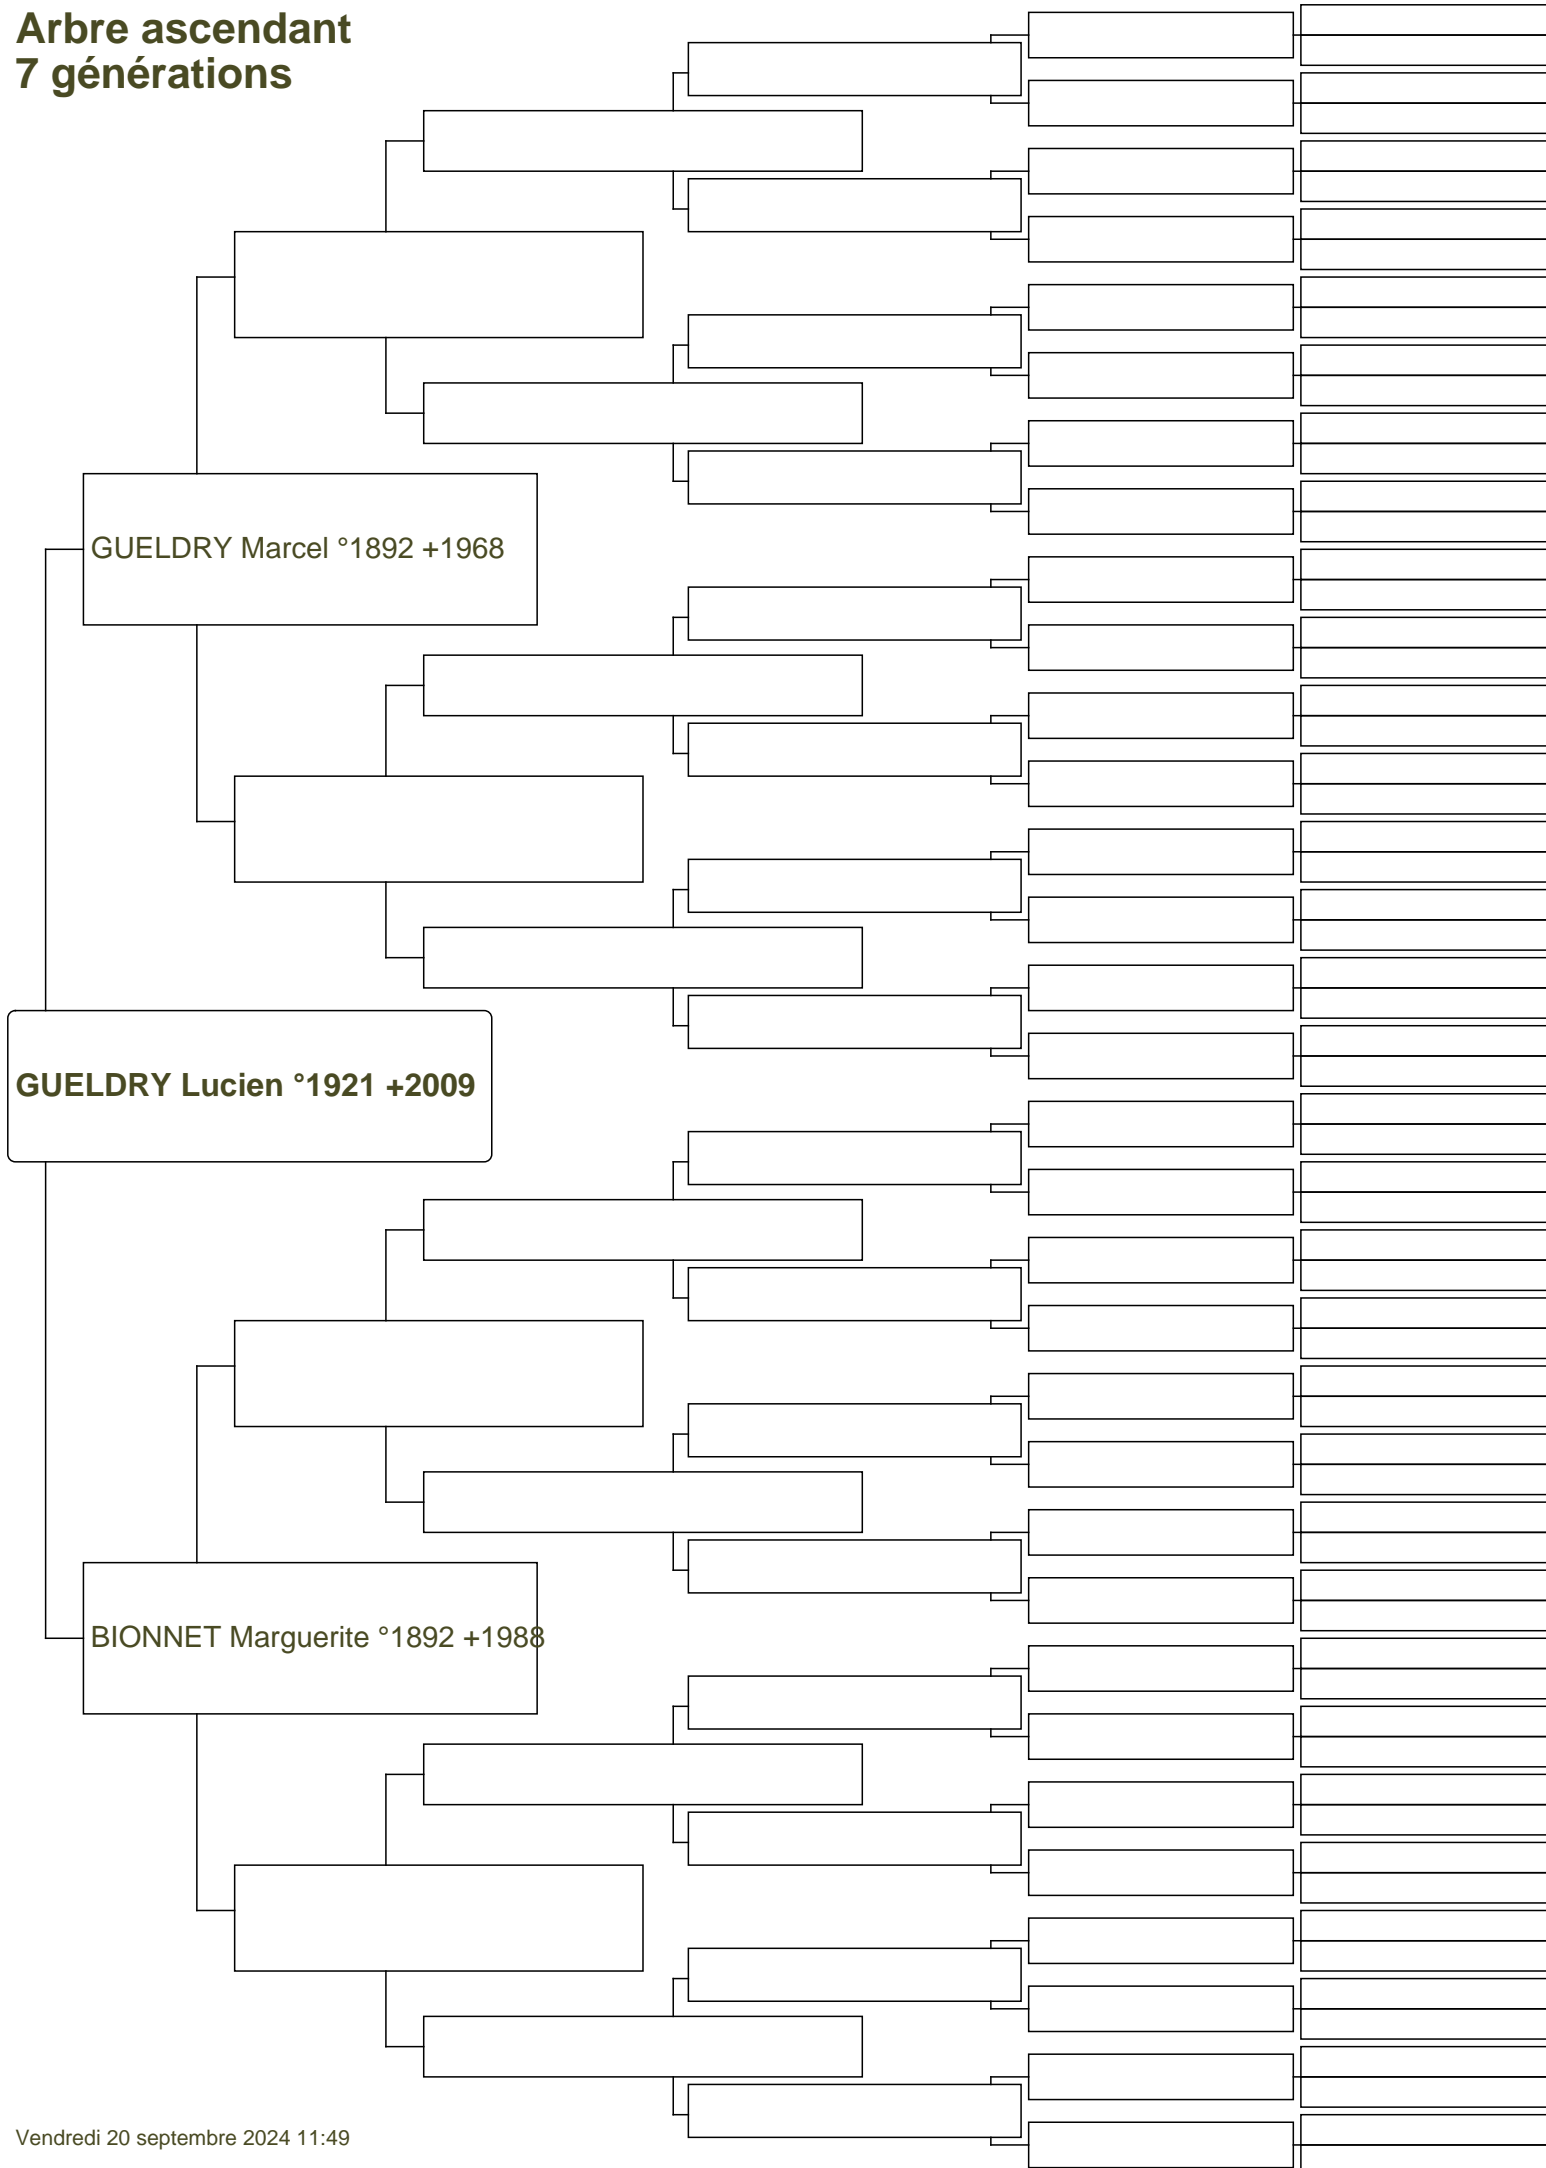 Arbre ascendant
7 générations
GUELDRY Marcel °1892 +1968
GUELDRY Lucien °1921 +2009
BIONNET Marguerite °1892 +1988
Vendredi 20 septembre 2024 11:49